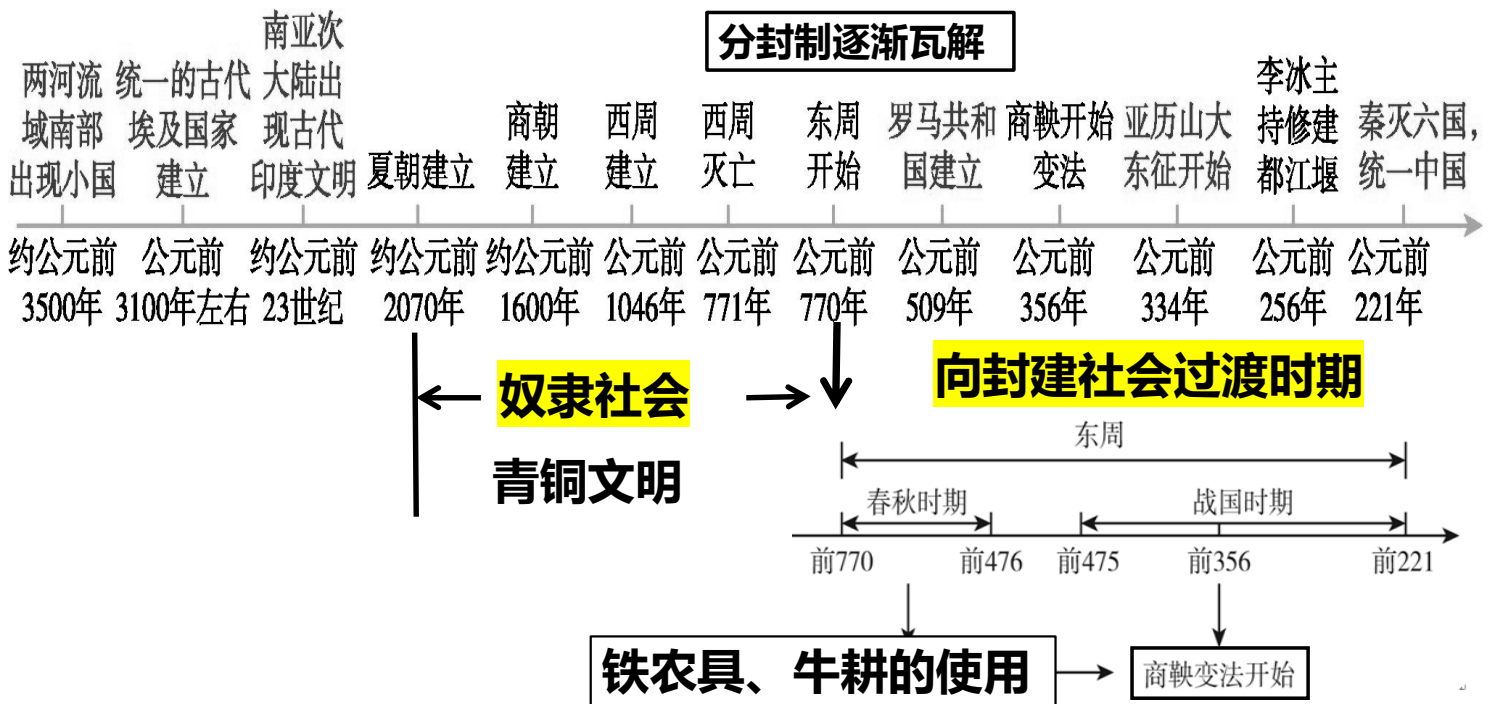 分封制逐渐瓦解
两河流
域南部
出现小国
统一的古代
埃及国家
建立
南亚次
大陆出
现古代
印度文明
夏朝建立
商朝
建立
西周
建立
西周
灭亡
东周
开始
罗马共和
国建立
商鞅开始
变法
亚历山大
东征开始
李冰主
持修建
都江堰
秦灭六国,
统一中国
约公元前
3500年
公元前
3100年左右
约公元前
23世纪
约公元前
2070年
约公元前
1600年
公元前
1046年
公元前
771年
公元前
770年
公元前
509年
公元前
356年
公元前
334年
公元前
256年
公元前
221年
奴隶社会
青铜文明
向封建社会过渡时期
东周
春秋时期
战国时期
前770
前476
前475
前356
前221
铁农具、牛耕的使用
商鞅变法开始